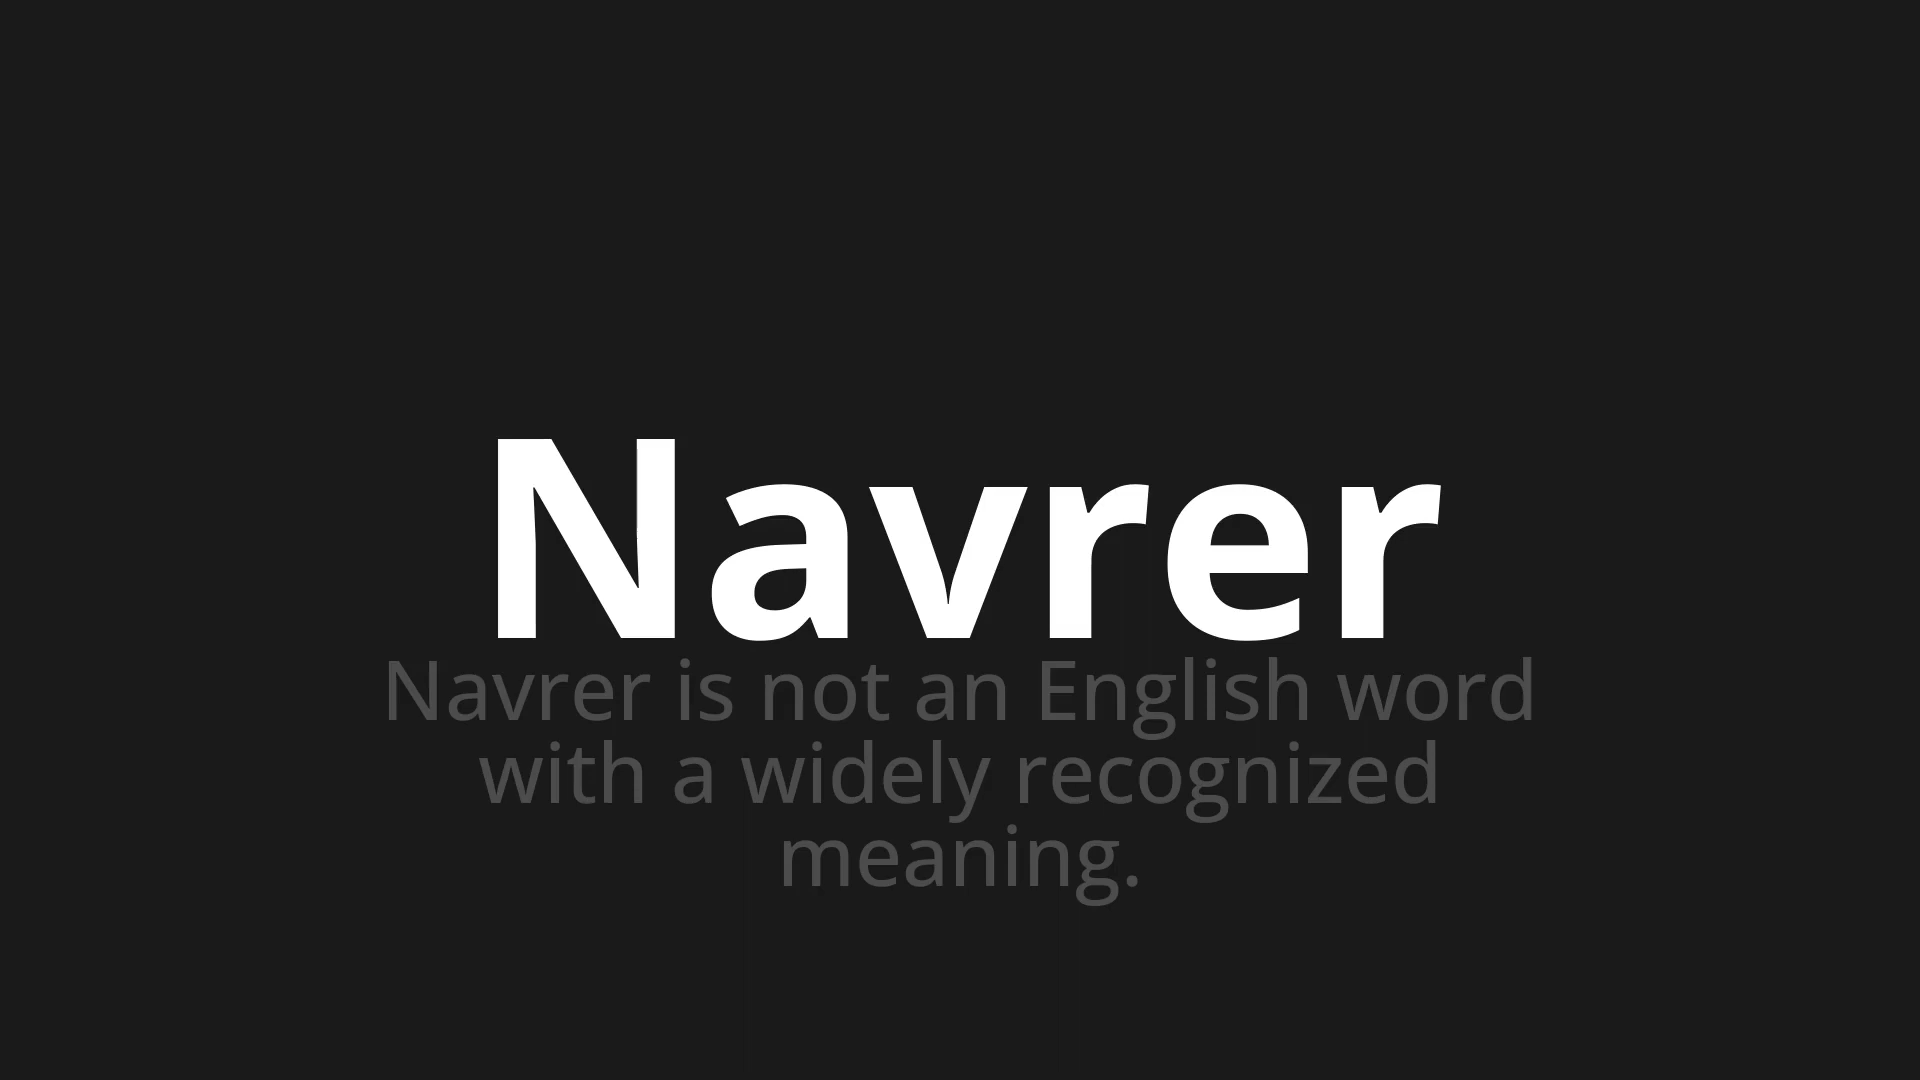 Navrer
Navrer is not an English word
with a widely recognized
meaning.